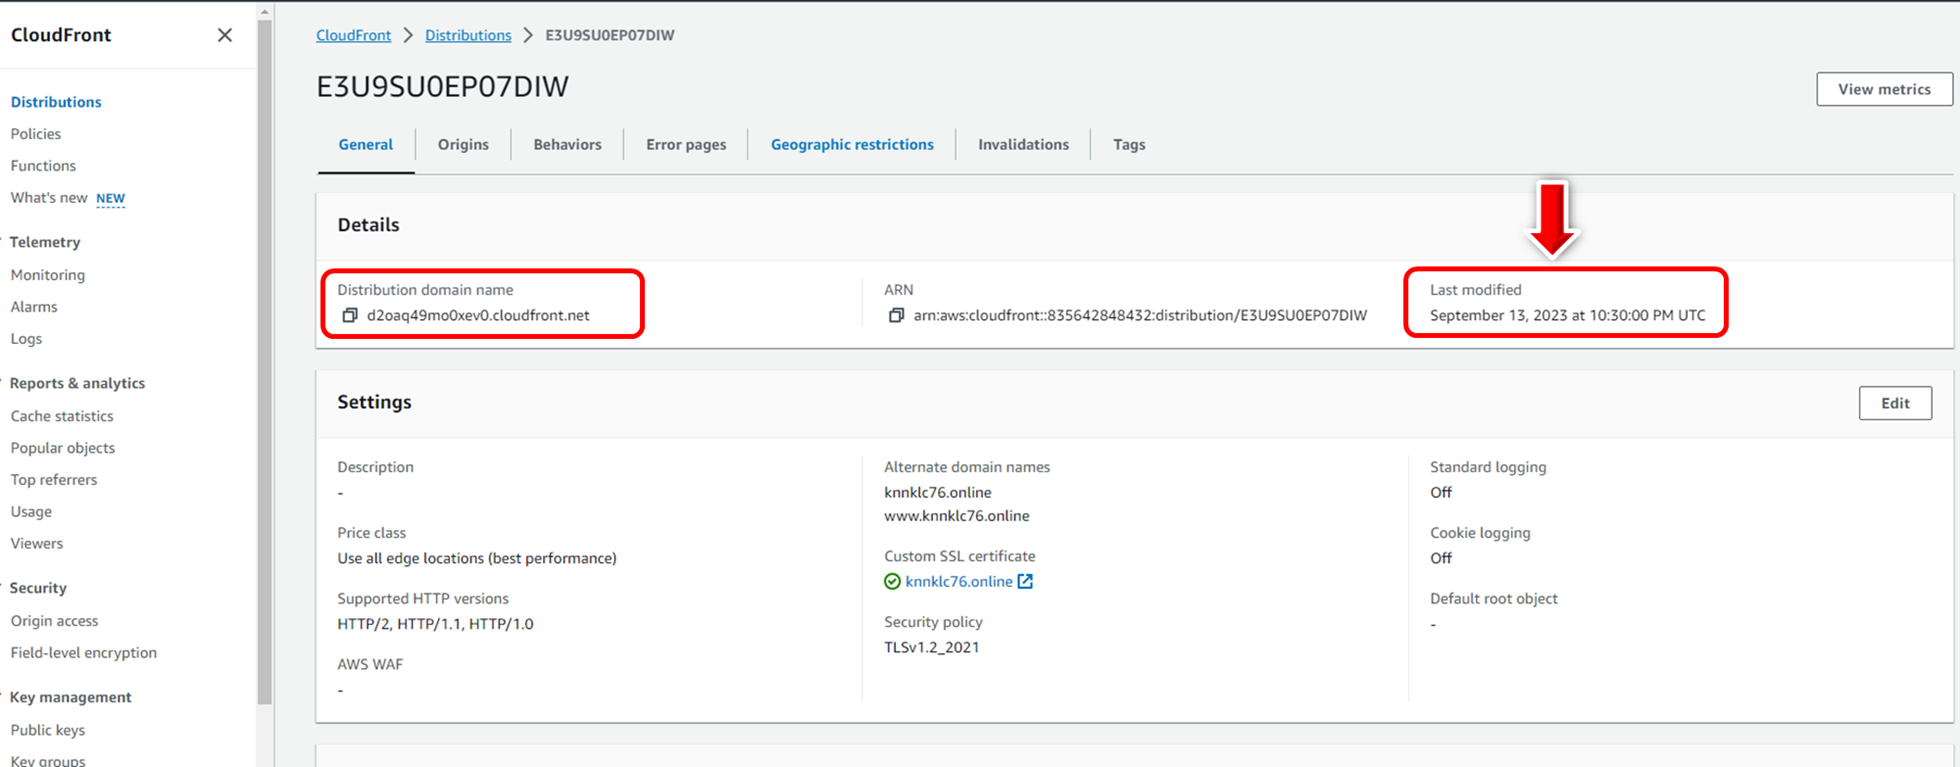 CloudFront
Distributions
Policies
Functions
What's new NEW
Telemetry
Monitoring
Alarms
Logs
Reports & analytics
Cache statistics
Popular objects
Top referrers
Usage
Viewers
Security
Origin access
Field-level encryption
Key management
Public keys
Key groups
CloudFront > Distributions > E3U9SU0EP07DIW
E3U9SU0EP07DIW
View metrics
General
Origins
Behaviors
Error pages
Geographic restrictions
Invalidations
Tags
Details
Distribution domain name
d2oaq49mo0xev0.cloudfront.net
ARN
arn:aws:cloudfront::835642848432:distribution/E3U9SU0EP07DIW
Last modified
September 13, 2023 at 10:30:00 PM UTC
Settings
Edit
Description
-
Price class
Use all edge locations (best performance)
Supported HTTP versions
HTTP/2, HTTP/1.1, HTTP/1.0
AWS WAF
-
Alternate domain names
knnklc76.online
www.knnklc76.online
Custom SSL certificate
knnklc76.online
Security policy
TLSv1.2_2021
Standard logging
Off
Cookie logging
Off
Default root object
-